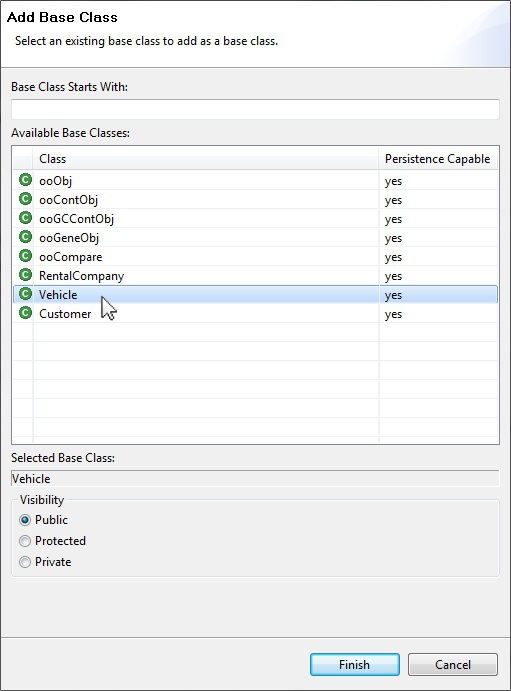 Add Base Class
Select an existing base class to add as a base class.
Base Class Starts With:
Available Base Classes:
Class Persistence Capable
C ooObj yes
C ooContObj yes
C ooGCContObj yes
C ooGeneObj yes
C ooCompare yes
C RentalCompany yes
C Vehicle yes
C Customer yes
Selected Base Class:
Vehicle
Visibility
Public
Protected
Private
Finish Cancel